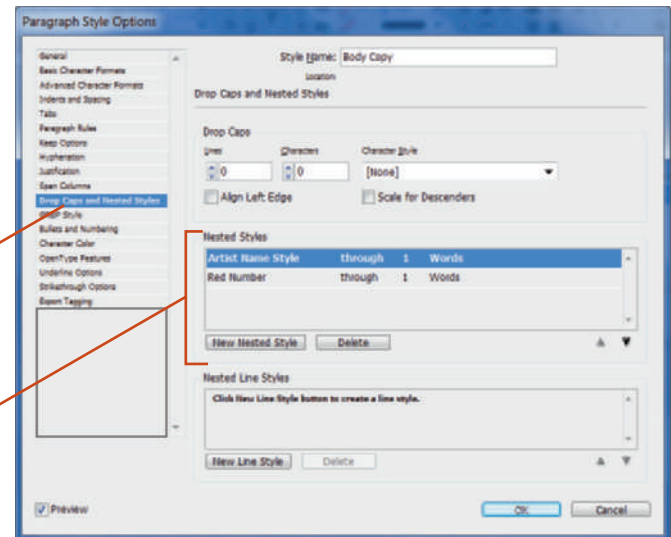 Paragraph Style Options
General
Basic Character Formats
Advanced Character Formats
Indents and Spacing
Tabs
Paragraph Rules
Keep Options
Hyphenation
Justification
Span Columns
Drop Caps and Nested Styles
GREP Style
Bullets and Numbering
Character Color
OpenType Features
Underline Options
Strikethrough Options
Export Tagging
Style Name: Body Copy
Location:
Drop Caps and Nested Styles
Drop Caps
Lines Characters Character Style
0 0 [None]
Align Left Edge Scale for Descenders
Nested Styles
Artist Name Style through 1 Words
Red Number through 1 Words
New Nested Style Delete
Nested Line Styles
Click New Line Style button to create a line style.
New Line Style Delete
Preview OK Cancel